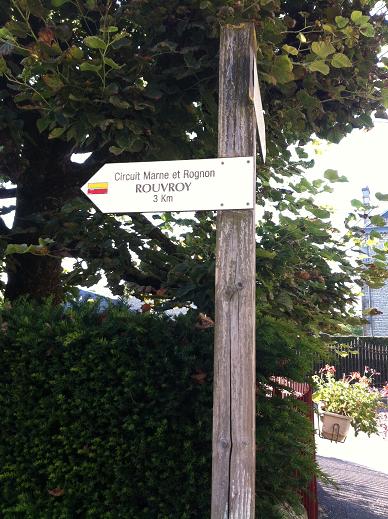 Circuit Marne et Rognon
ROUVROY
3 Km